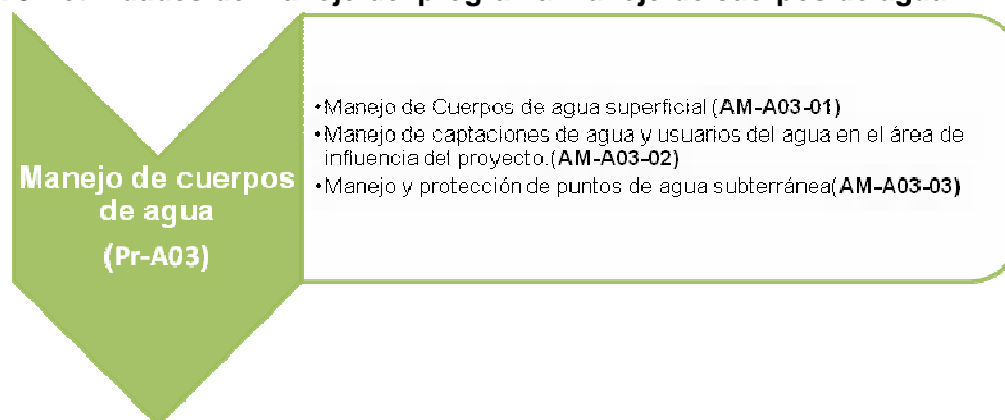 Manejo de cuerpos
de agua
(Pr-A03)
•Manejo de Cuerpos de agua superficial (AM-A03-01)
•Manejo de captaciones de agua y usuarios del agua en el área de
influencia del proyecto.(AM-A03-02)
•Manejo y protección de puntos de agua subterránea(AM-A03-03)